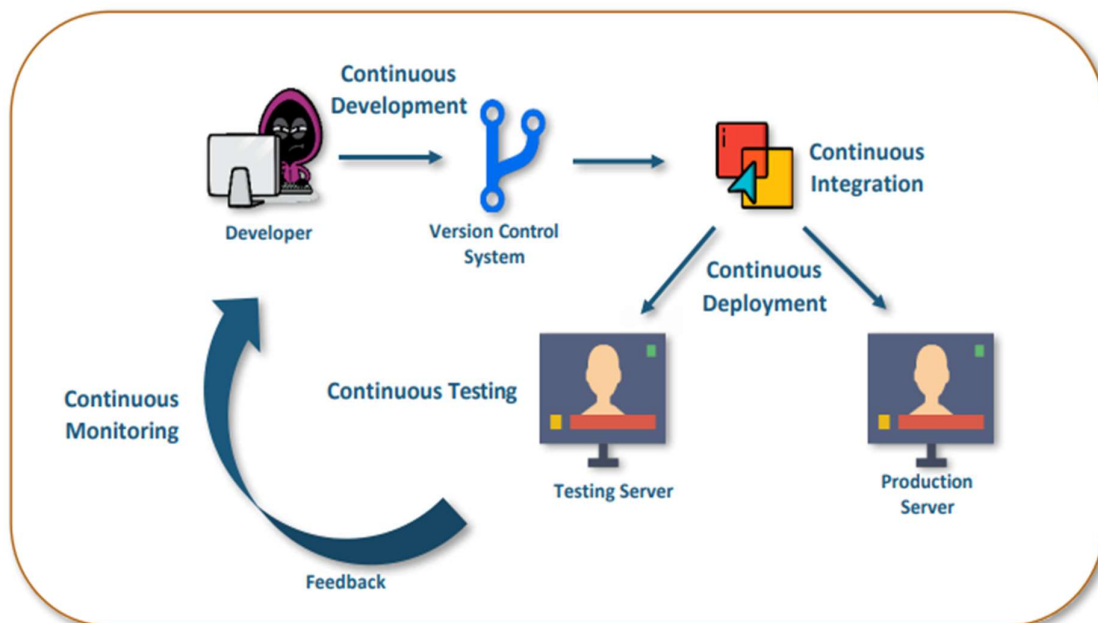 Continuous
Development
Developer
Version Control
System
Continuous
Integration
Continuous
Deployment
Continuous Testing
Testing Server
Production
Server
Continuous
Monitoring
Feedback